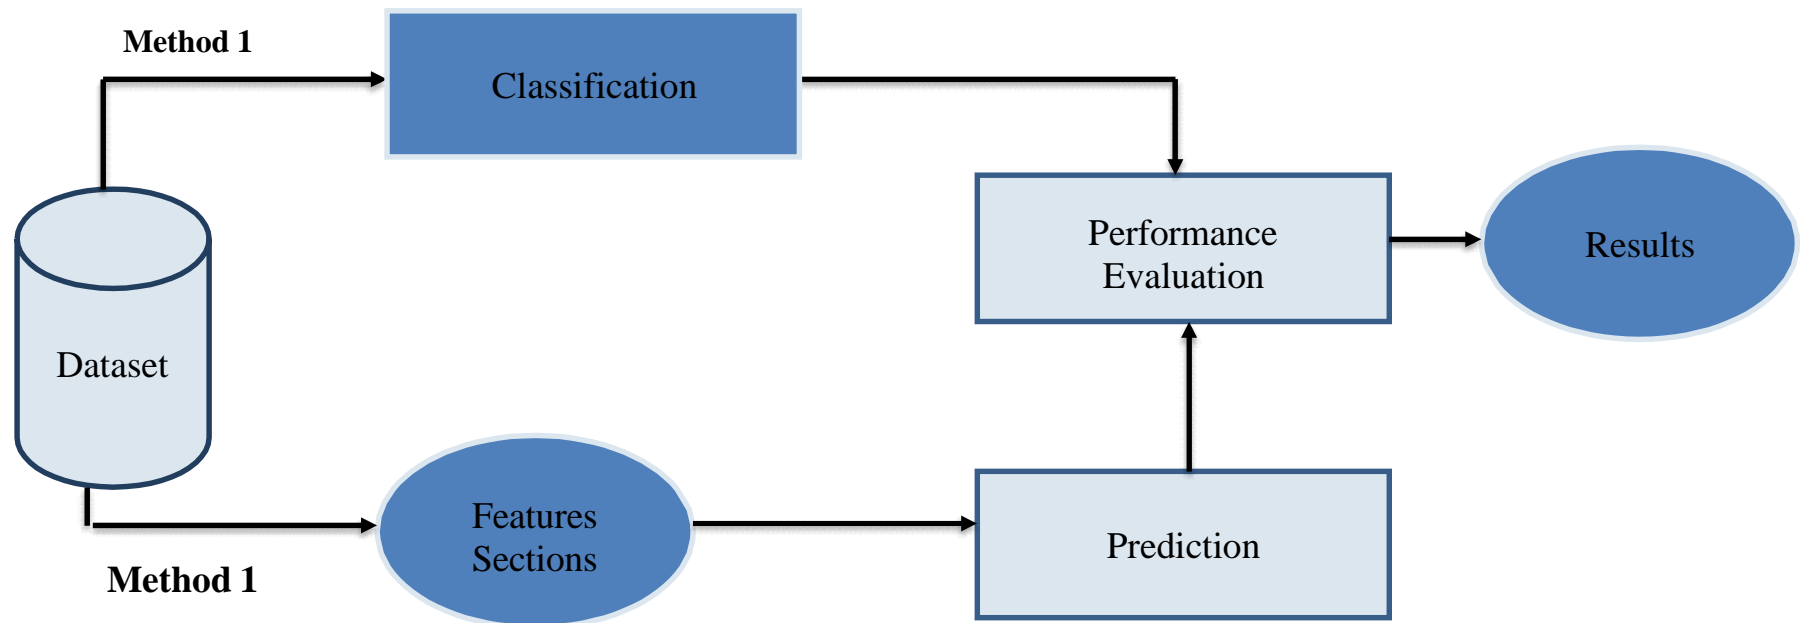 Method 1
Classification
Performance
Evaluation
Results
Dataset
Features
Sections
Prediction
Method 1